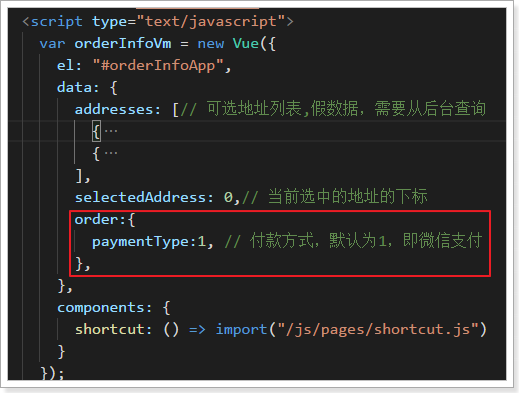 <script type="text/javascript">
var orderInfoVm = new Vue({
el: "#orderInfoApp",
data: {
addresses: [// 可选地址列表,假数据，需要从后台查询
{···
{···
],
selectedAddress: 0,// 当前选中的地址的下标
order:{
paymentType:1, // 付款方式，默认为1，即微信支付
},
},
components: {
shortcut: () => import("/js/pages/shortcut.js")
}
});